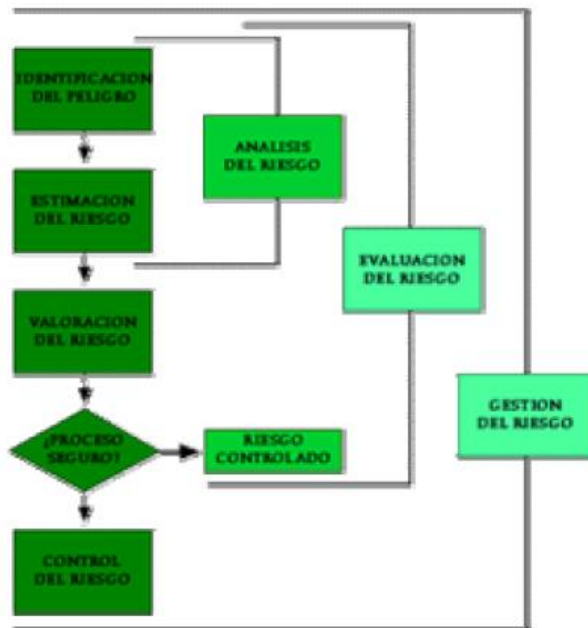 IDENTIFICACION
DEL PELIGRO
ANALISIS
DEL RIESGO
ESTIMACION
DEL RIESGO
EVALUACION
DEL RIESGO
VALORACION
DEL RIESGO
GESTION
DEL RIESGO
¿PROCESO
SEGURO?
RIESGO
CONTROLADO
CONTROL
DEL RIESGO